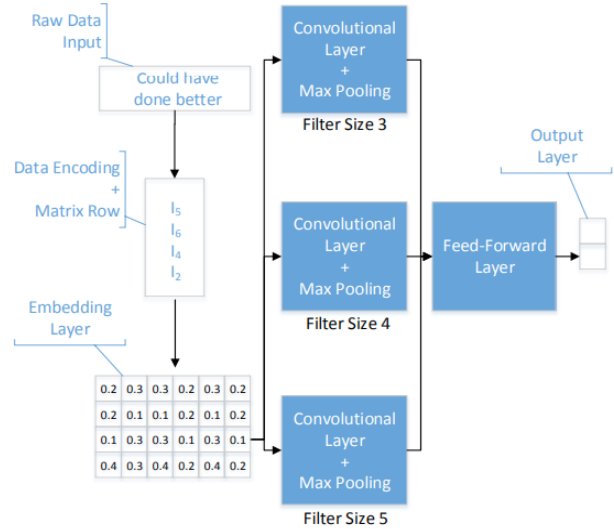 Raw Data
Input
Could have
done better
Data Encoding
+
Matrix Row
I5
I6
I4
I2
Embedding
Layer
0.2 0.3 0.3 0.2 0.3 0.2
0.2 0.1 0.1 0.2 0.1 0.2
0.1 0.3 0.3 0.1 0.3 0.1
0.4 0.3 0.4 0.2 0.4 0.2
Convolutional
Layer
+
Max Pooling
Filter Size 3
Convolutional
Layer
+
Max Pooling
Filter Size 4
Convolutional
Layer
+
Max Pooling
Filter Size 5
Feed-Forward
Layer
Output
Layer